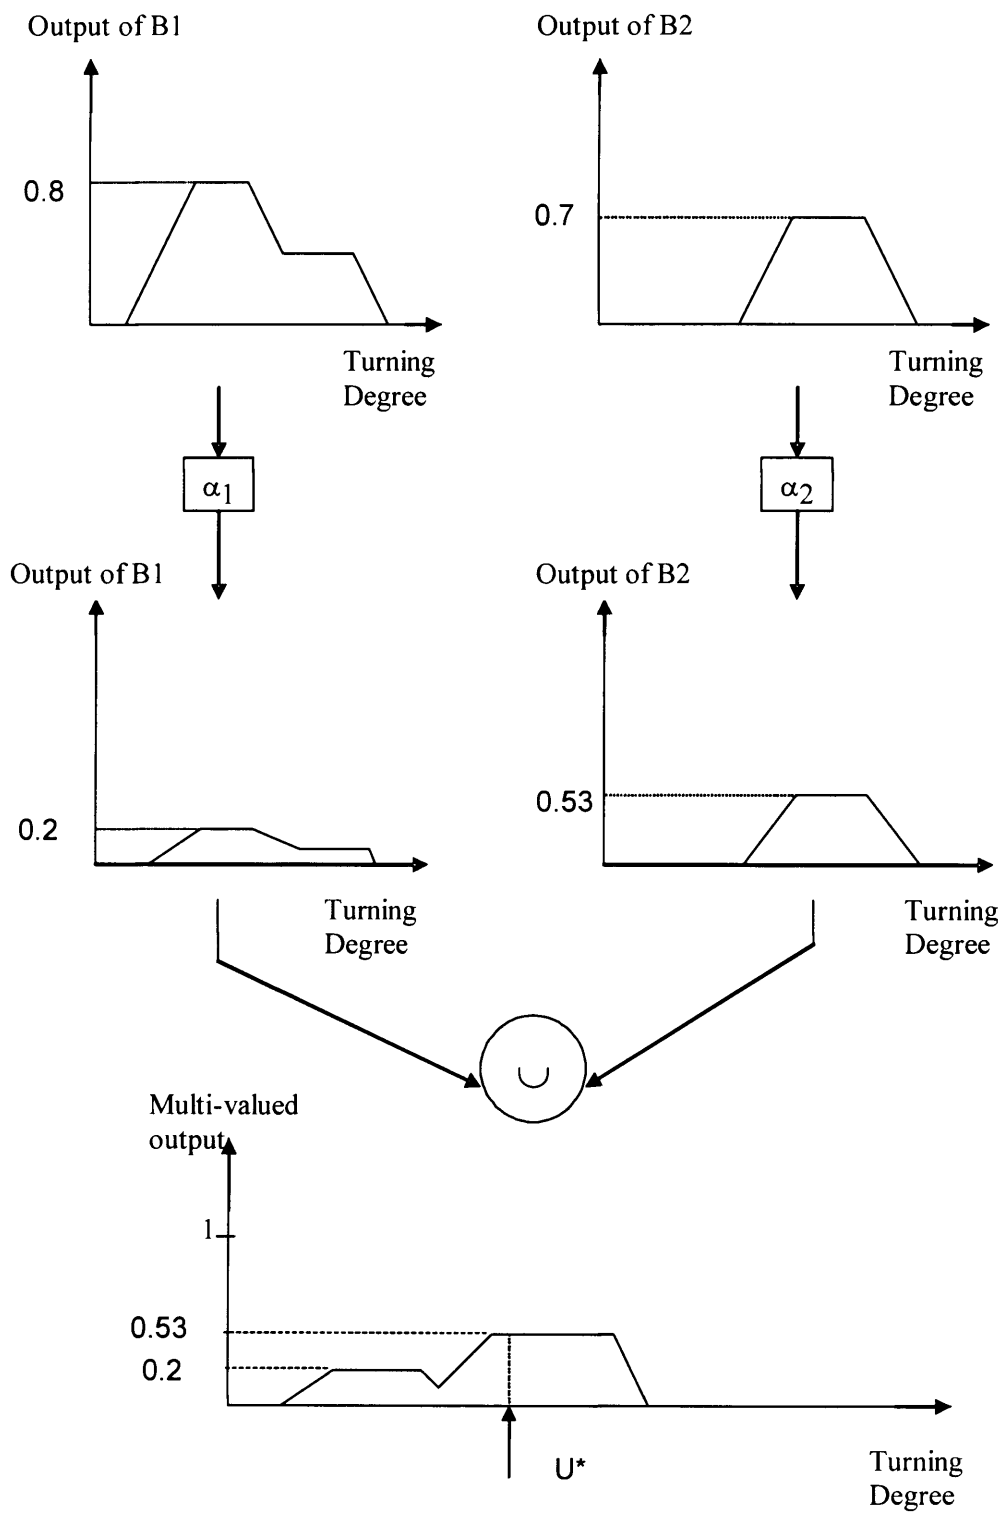 Output of B1
Output of B2
0.8
0.7
Turning
Degree
Turning
Degree
α1
α2
Output of B1
Output of B2
0.2
0.53
Turning
Degree
Turning
Degree
∪
Multi-valued
output
1
0.53
0.2
U*
Turning
Degree